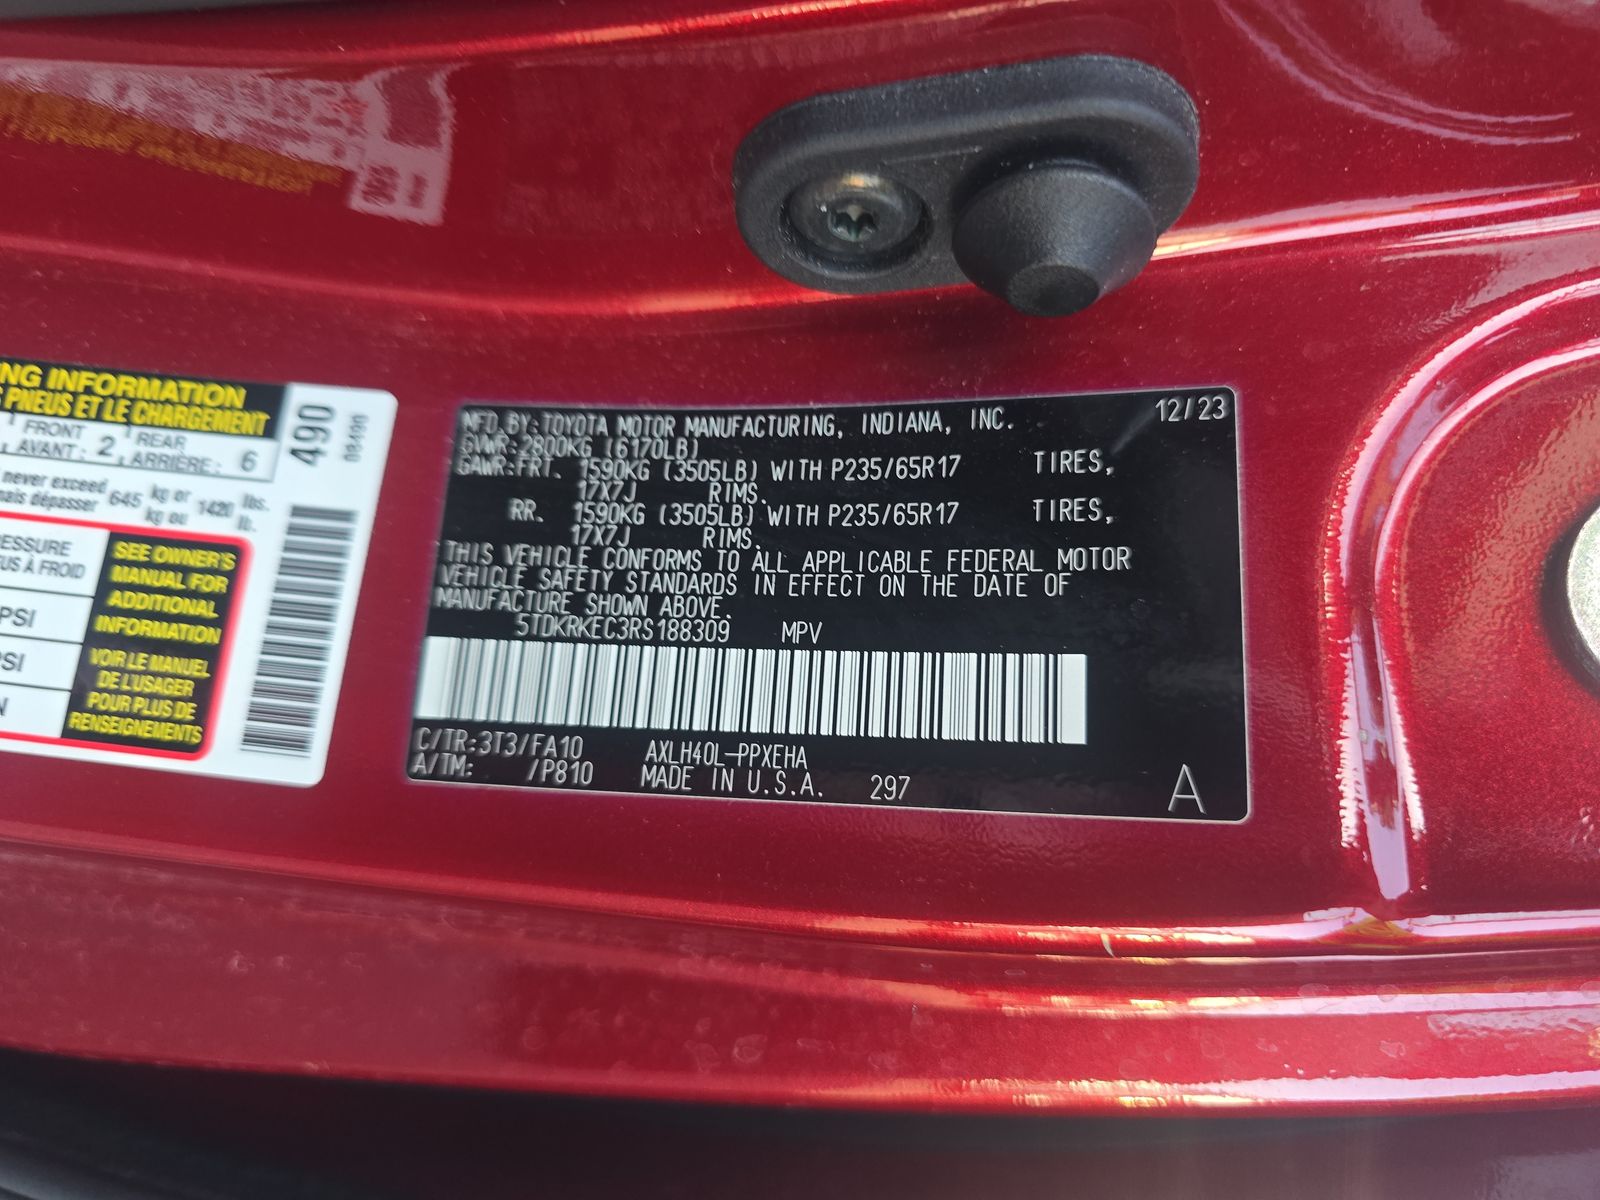 NG INFORMATION
PNEUS ET LE CHARGEMENT
FRONT
AVANT: 2
REAR
ARRIÈRE: 6
never exceed
mais dépasser 645 kg or
kg ou 1420 lbs.
lt.
RESSURE
US À FROID
PSI
PSI
N
SEE OWNER'S
MANUAL FOR
ADDITIONAL
INFORMATION
VOIR LE MANUEL
DE L'USAGER
POUR PLUS DE
RENSEIGNEMENTS
490
MFD. BY: TOYOTA MOTOR MANUFACTURING, INDIANA, INC. 12/23
GVWR: 2800KG (6170LB)
GAWR: FRT. 1590KG (3505LB) WITH P235/65R17 TIRES,
17X7J RIMS.
RR. 1590KG (3505LB) WITH P235/65R17 TIRES,
17X7J RIMS.
THIS VEHICLE CONFORMS TO ALL APPLICABLE FEDERAL MOTOR
VEHICLE SAFETY STANDARDS IN EFFECT ON THE DATE OF
MANUFACTURE SHOWN ABOVE.
5TDKRKEC3RS188309 MPV
C/TR:3T3/FA10 AXLH40L-PPXEHA
A/TM: /P810 MADE IN U.S.A. 297 A